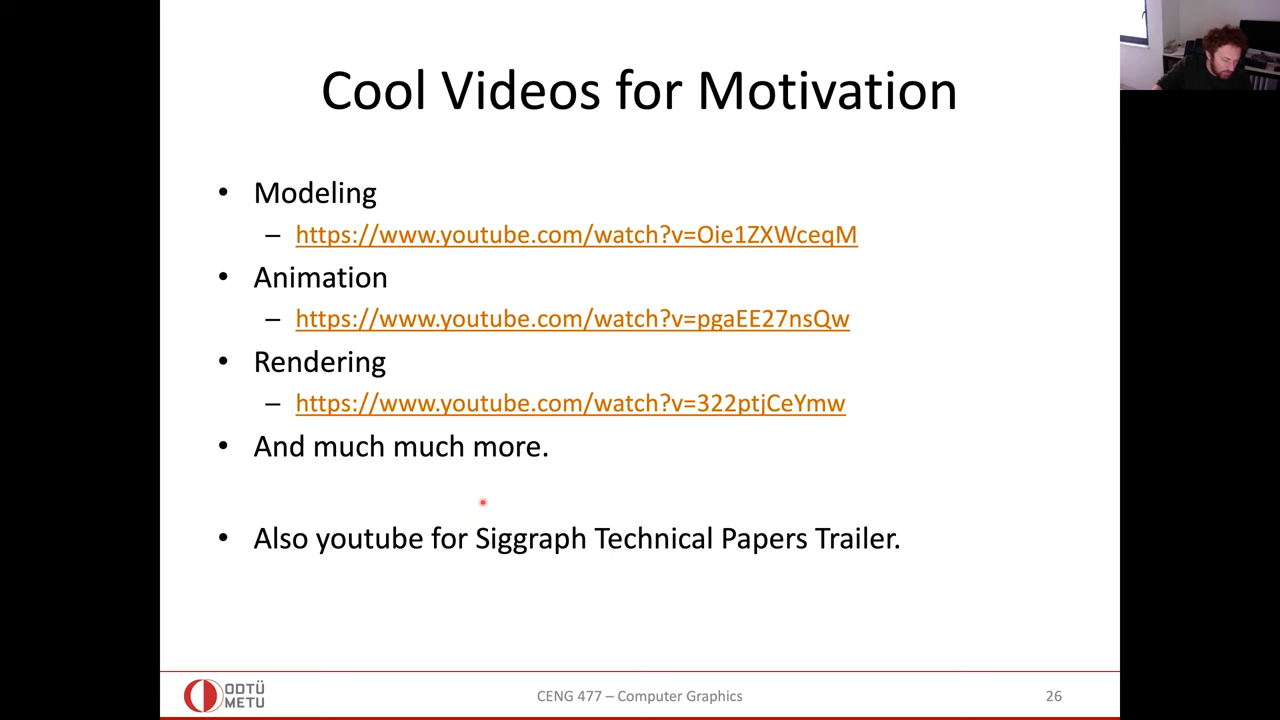 Cool Videos for Motivation
• Modeling
– https://www.youtube.com/watch?v=Oie1ZXWceqM
• Animation
– https://www.youtube.com/watch?v=pgaEE27nsQw
• Rendering
– https://www.youtube.com/watch?v=322ptjCeYmw
• And much much more.
• Also youtube for Siggraph Technical Papers Trailer.
ODTÜ
METU
CENG 477 – Computer Graphics
26